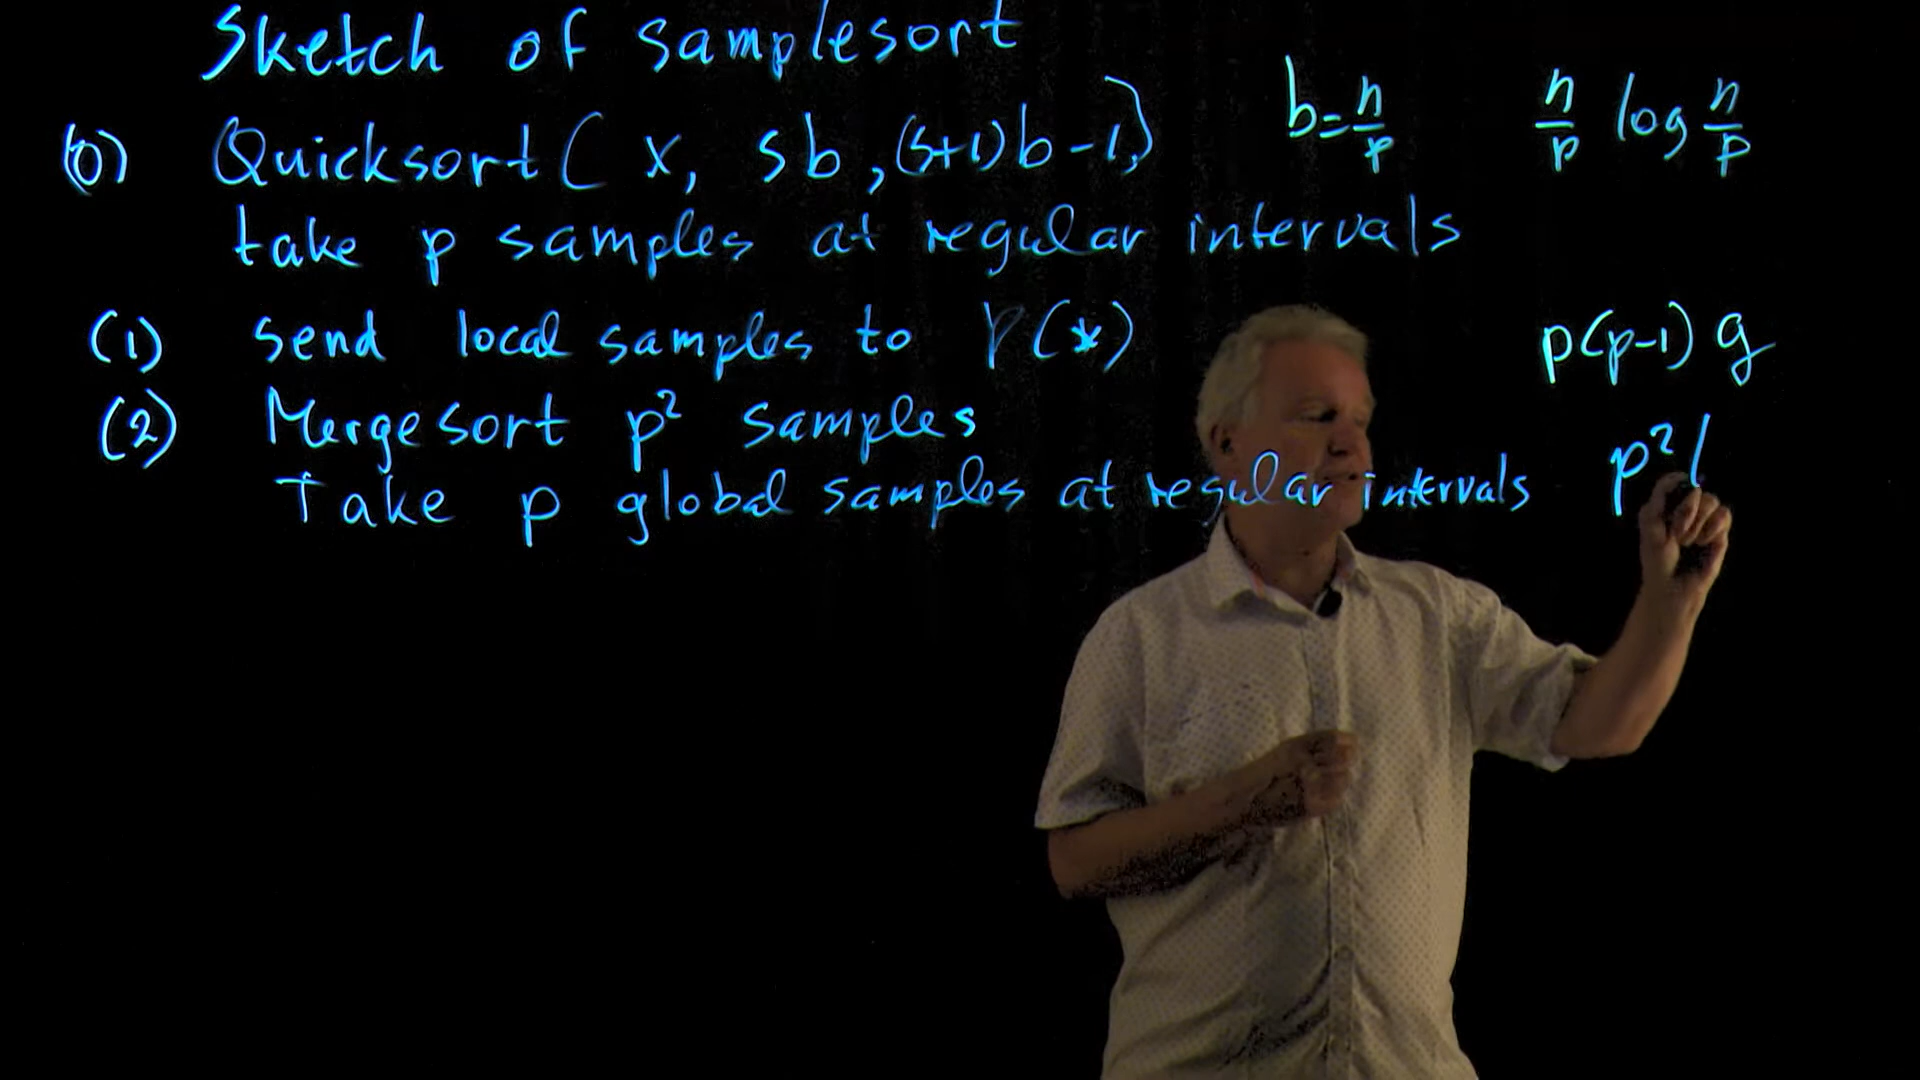 Sketch of samplesort
(0) Quicksort( x, sb, (s+1)b-1) b=n/p n/p log n/p
take p samples at regular intervals
(1) send local samples to P(*) p(p-1) g
(2) Mergesort p² samples
Take p global samples at regular intervals p² l